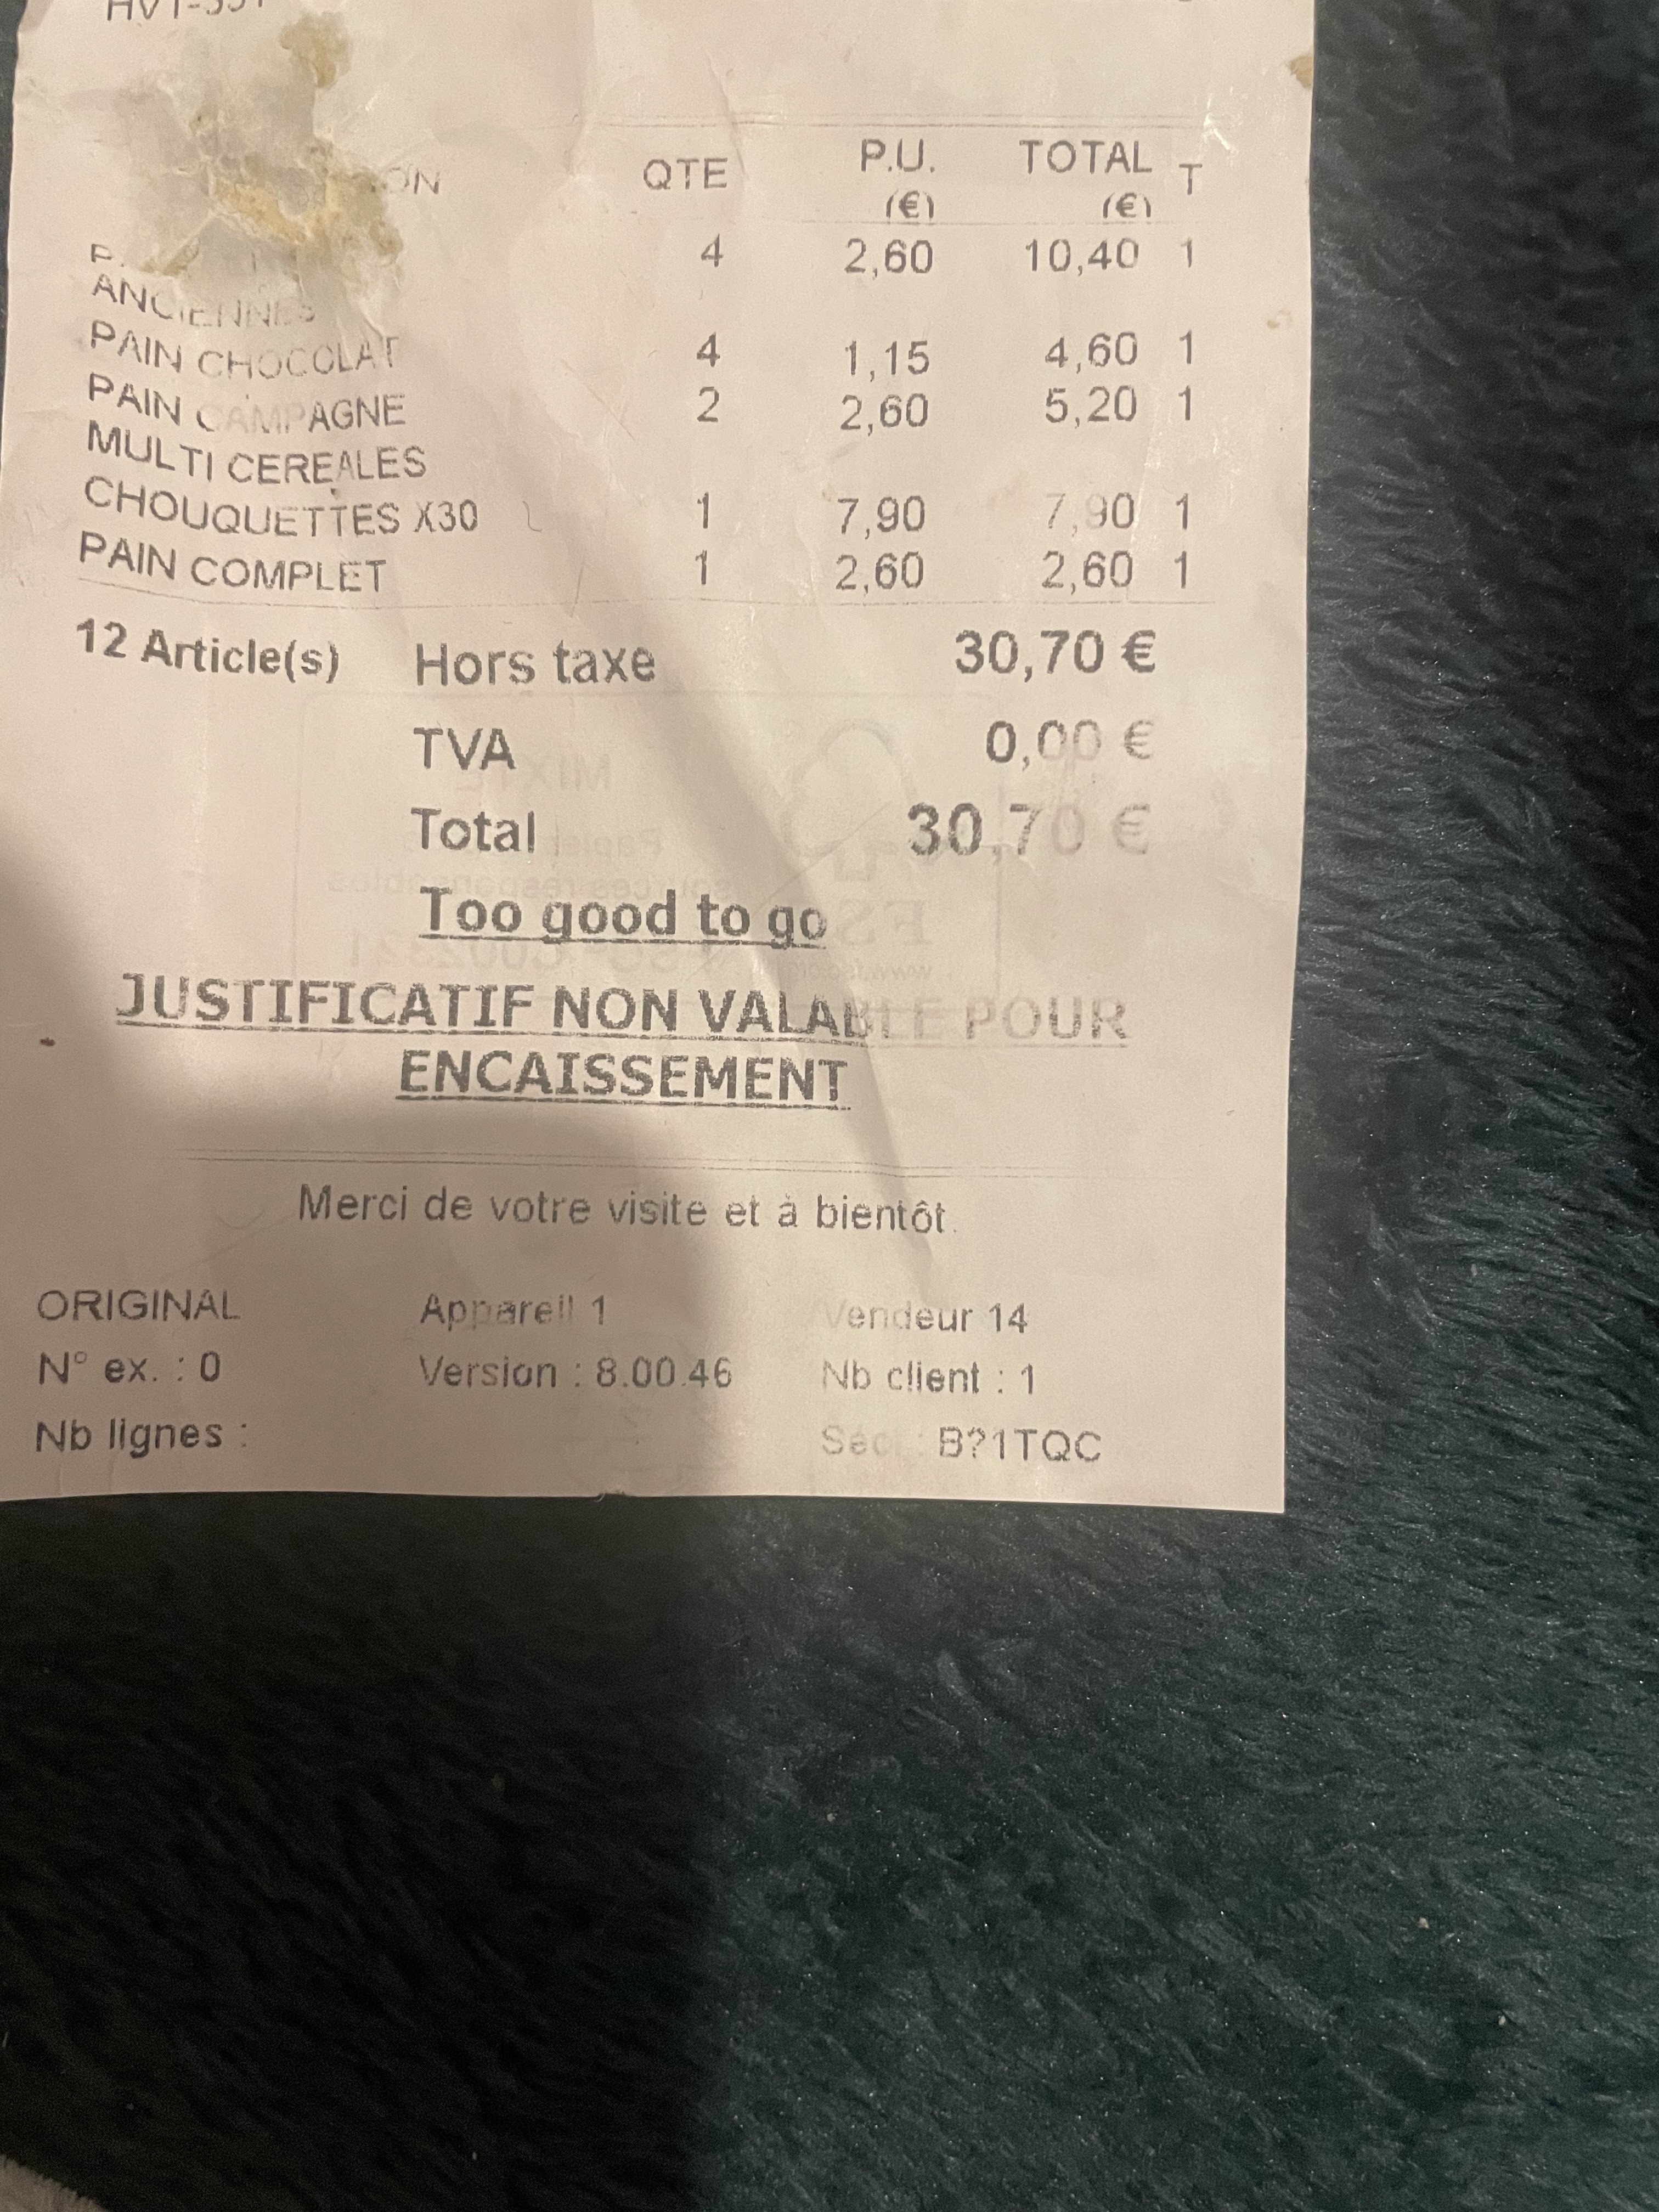 QTE P.U. TOTAL T
(€) (€)
4 2,60 10,40 1
ANCIENNES
PAIN CHOCOLAT 4 1,15 4,60 1
PAIN CAMPAGNE 2 2,60 5,20 1
MULTI CEREALES
CHOUQUETTES X30 1 7,90 7,90 1
PAIN COMPLET 1 2,60 2,60 1
12 Article(s) Hors taxe 30,70 €
TVA 0,00 €
Total 30,70 €
Too good to go
JUSTIFICATIF NON VALABLE POUR
ENCAISSEMENT
Merci de votre visite et à bientôt.
ORIGINAL Appareil 1 Vendeur 14
N° ex. : 0 Version : 8.00.46 Nb client : 1
Nb lignes : Séc. : B?1TQC